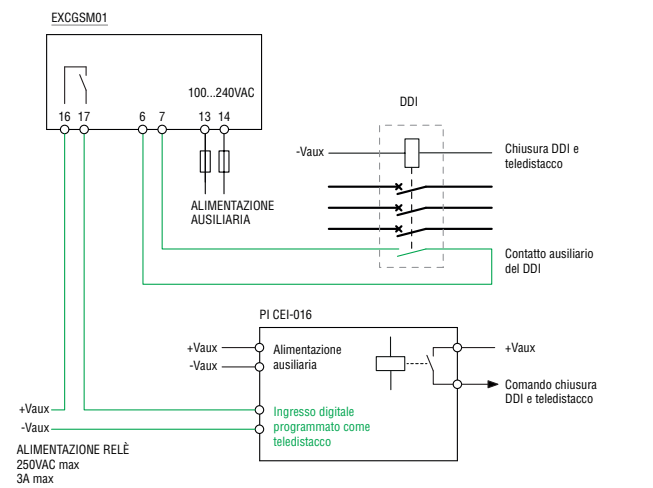 EXCGSM01
100...240VAC
16 17 6 7 13 14
ALIMENTAZIONE
AUSILIARIA
DDI
-Vaux
Chiusura DDI e
teledistacco
Contatto ausiliario
del DDI
PI CEI-016
+Vaux
-Vaux
Alimentazione
ausiliaria
+Vaux
Comando chiusura
DDI e teledistacco
Ingresso digitale
programmato come
teledistacco
+Vaux
-Vaux
ALIMENTAZIONE RELÈ
250VAC max
3A max